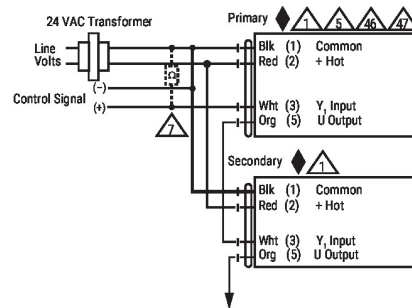 24 VAC Transformer
Primary 1 5 46 47
Line
Volts
Blk (1) Common
Red (2) + Hot
Ω
(–)
Control Signal
(+)
Wht (3) Y1 Input
Org (5) U Output
7
Secondary 1
Blk (1) Common
Red (2) + Hot
Wht (3) Y1 Input
Org (5) U Output